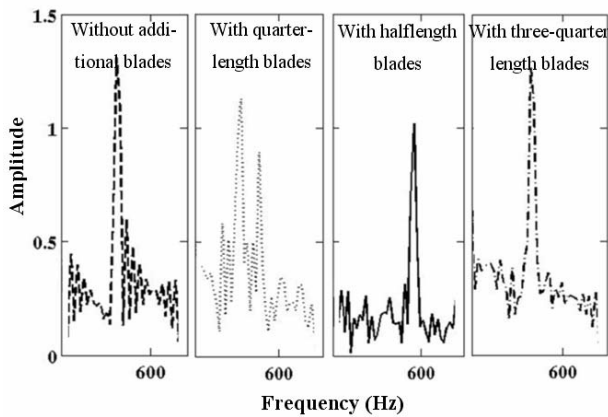 Without addi-
tional blades
With quarter-
length blades
With halflength
blades
With three-quarter
length blades
1.5
1
0.5
0
Amplitude
600
600
600
600
Frequency (Hz)